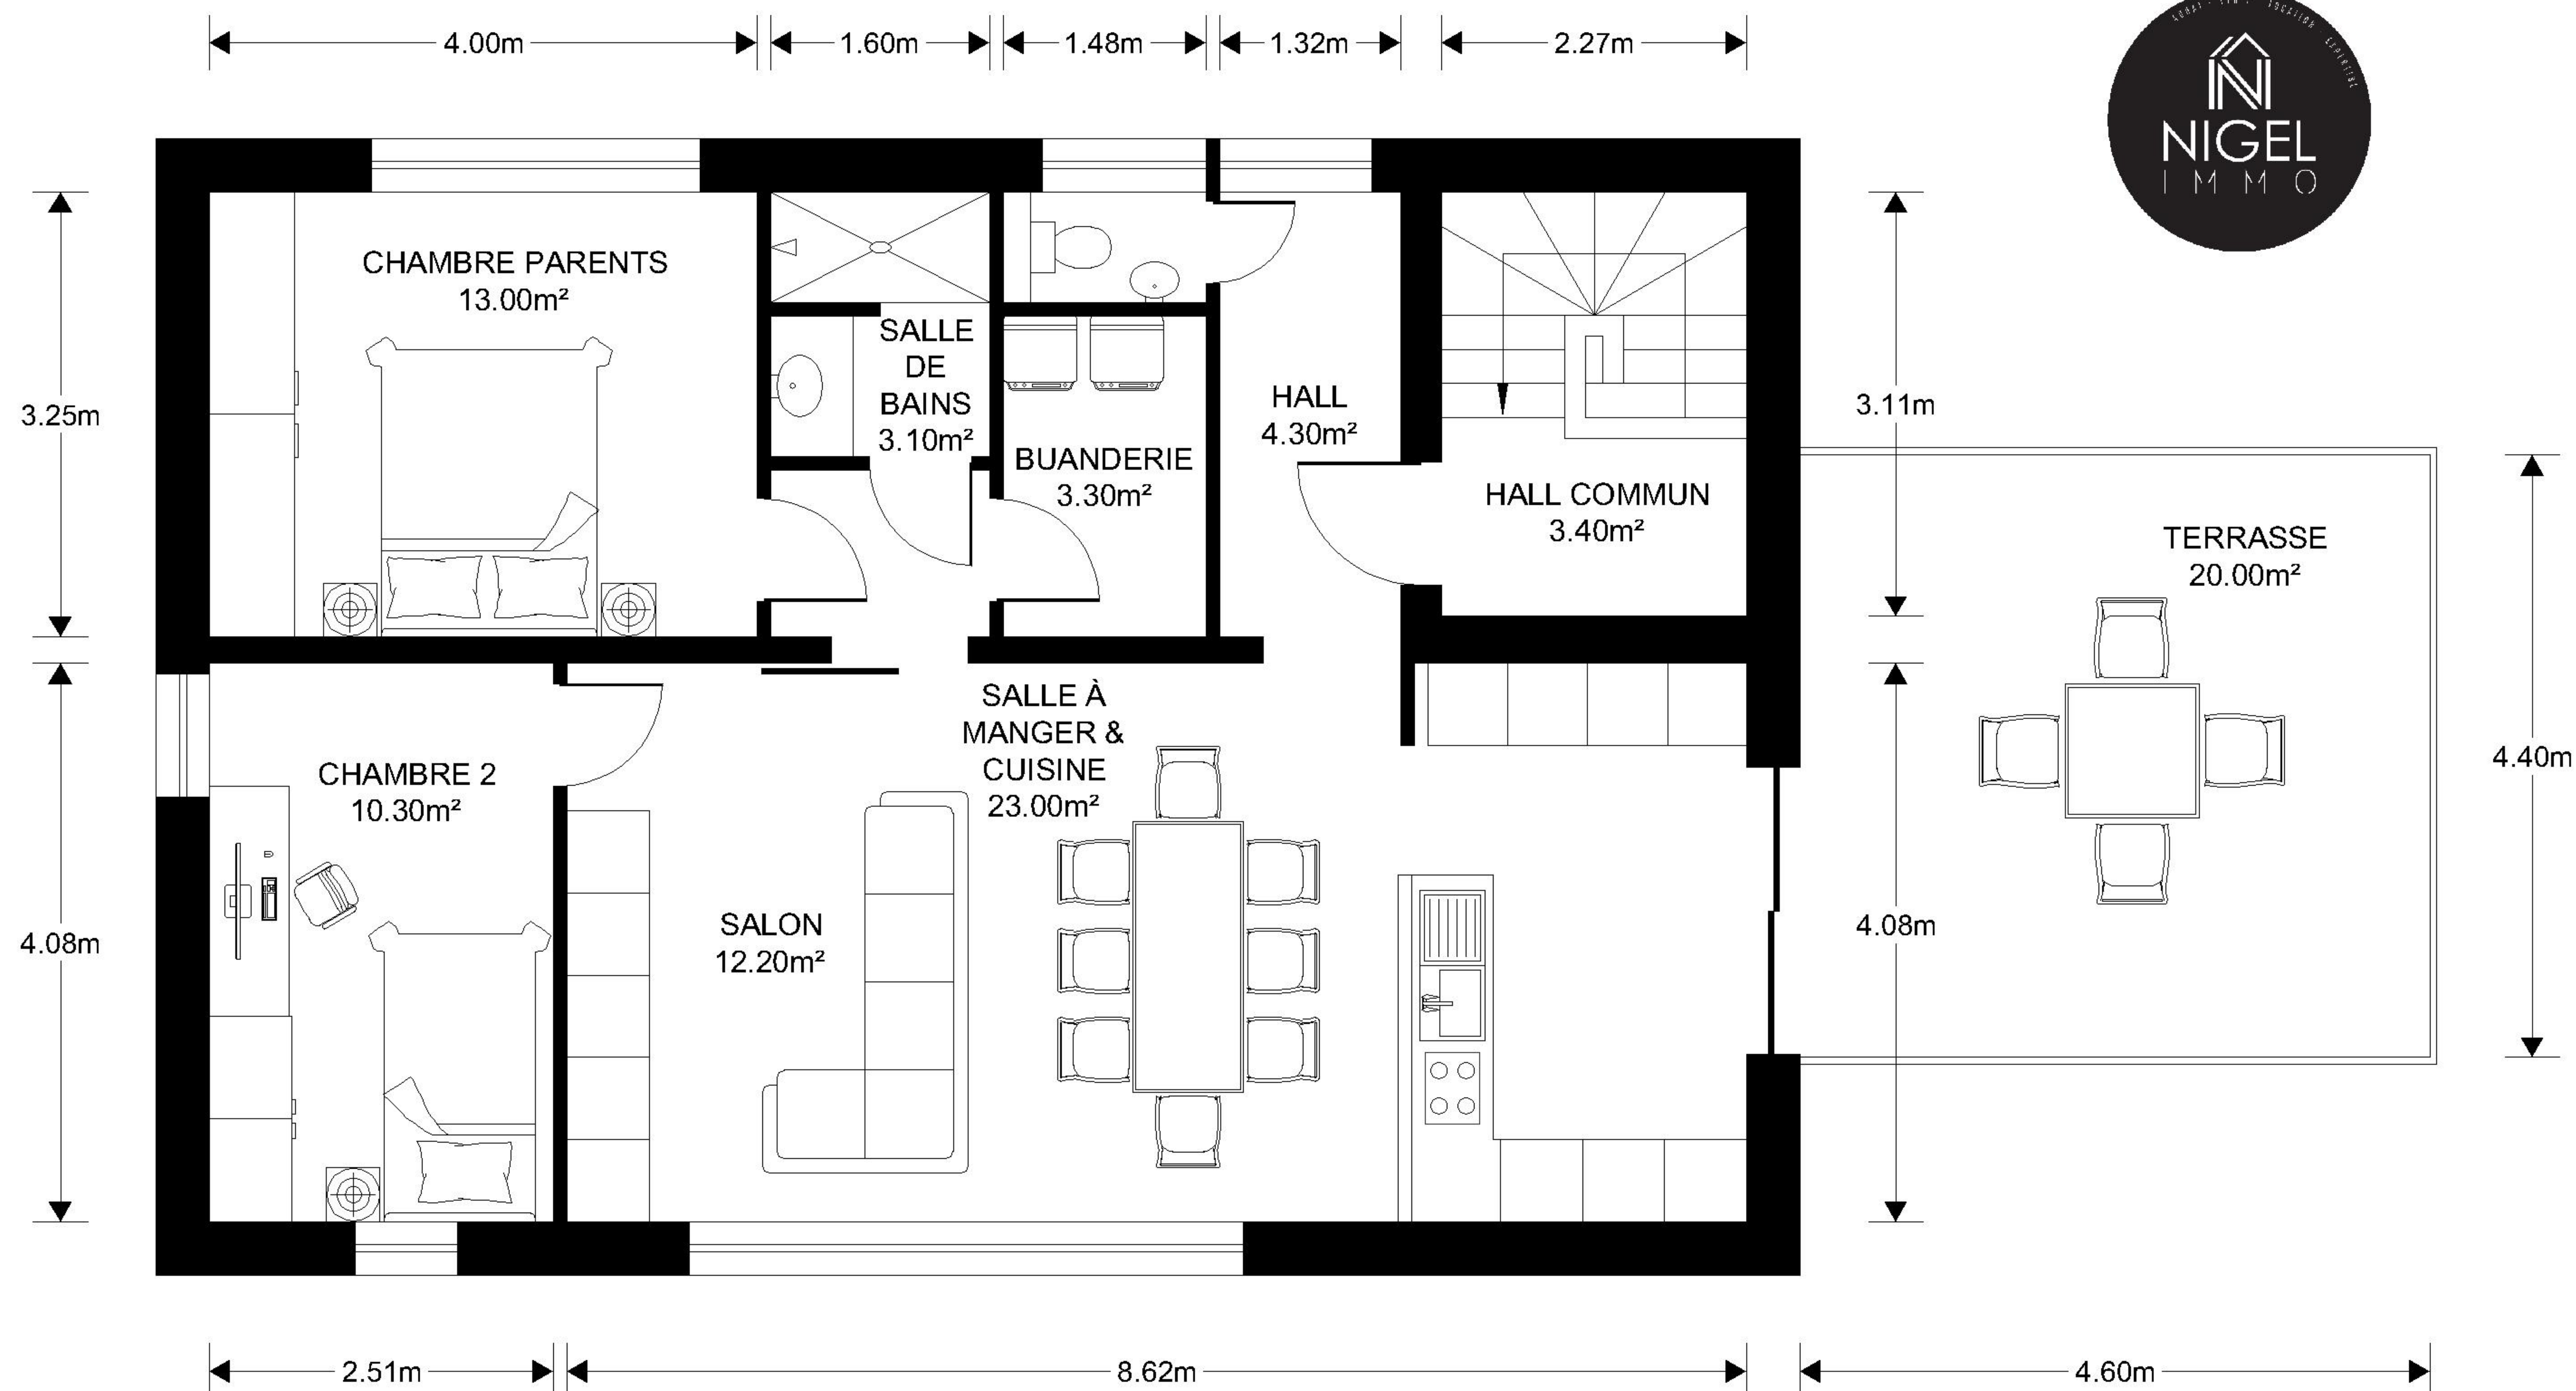 4.00m
1.60m
1.48m
1.32m
2.27m
NIGEL
IMMO
3.25m
CHAMBRE PARENTS
13.00m²
SALLE
DE
BAINS
3.10m²
BUANDERIE
3.30m²
HALL
4.30m²
HALL COMMUN
3.40m²
3.11m
TERRASSE
20.00m²
4.40m
4.08m
CHAMBRE 2
10.30m²
SALON
12.20m²
SALLE À
MANGER &
CUISINE
23.00m²
4.08m
2.51m
8.62m
4.60m